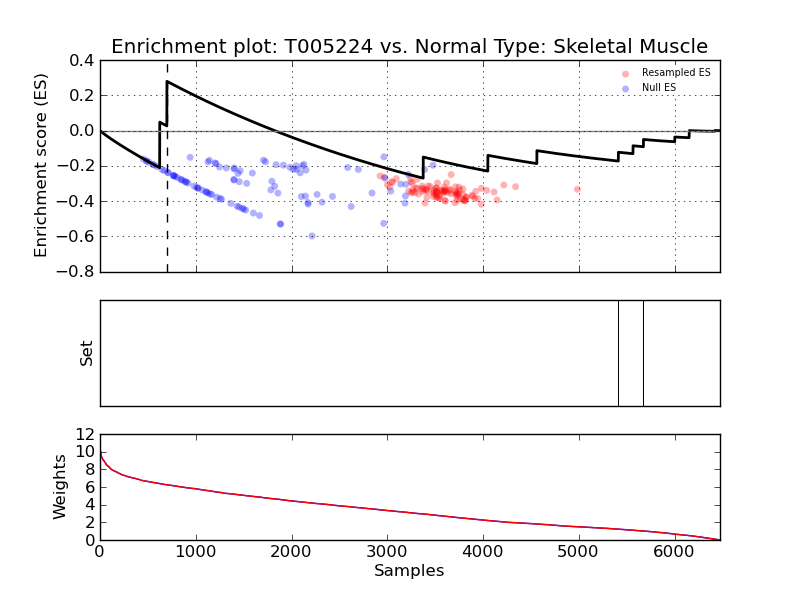 Enrichment plot: T005224 vs. Normal Type: Skeletal Muscle
Enrichment score (ES)
0.4
0.2
0.0
−0.2
−0.4
−0.6
−0.8
Resampled ES
Null ES
Set
Weights
12
10
8
6
4
2
0
0 1000 2000 3000 4000 5000 6000
Samples